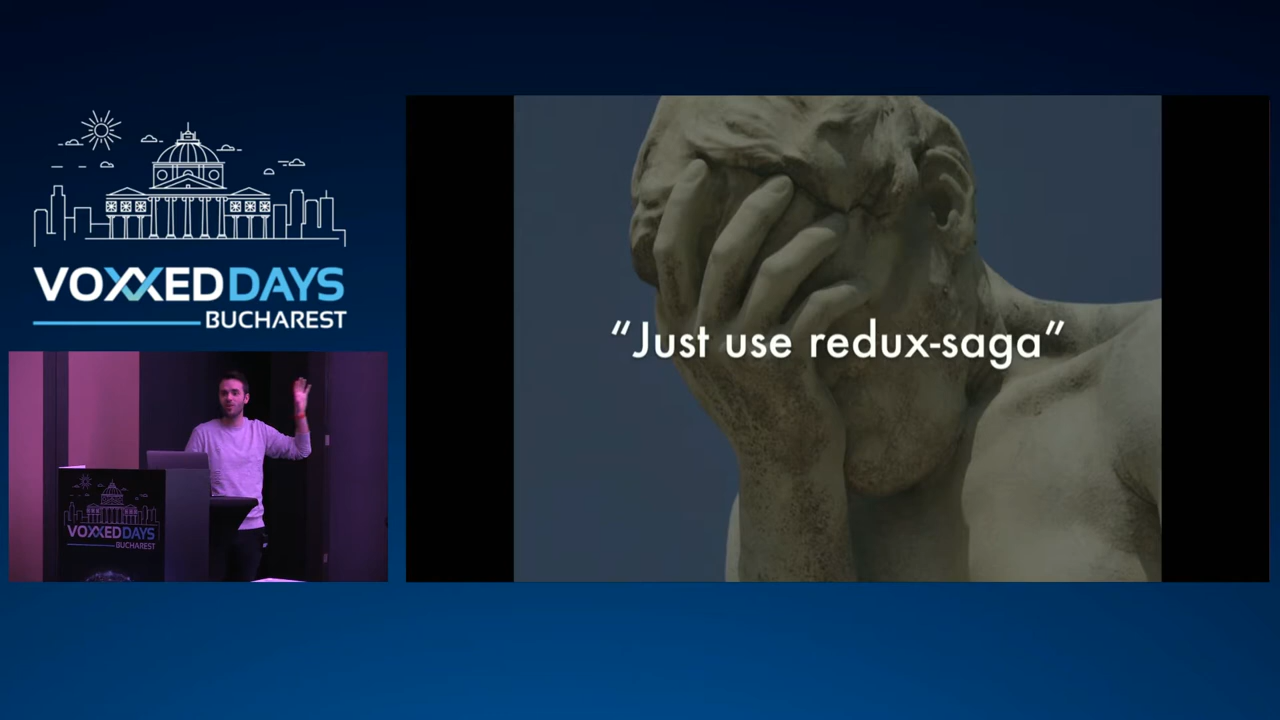 VOXXEDDAYS
BUCHAREST
“Just use redux-saga”
VOXXEDDAYS
BUCHAREST